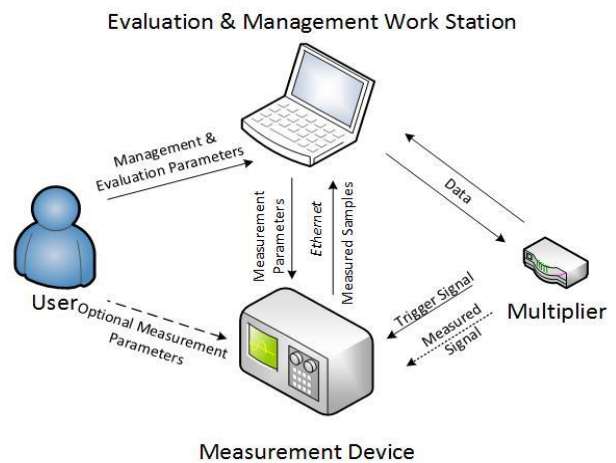 Evaluation & Management Work Station
Management &
Evaluation Parameters
Measurement
Parameters
Ethernet
Measured Samples
Data
User
Optional Measurement
Parameters
Trigger Signal
Measured
Signal
Multiplier
Measurement Device